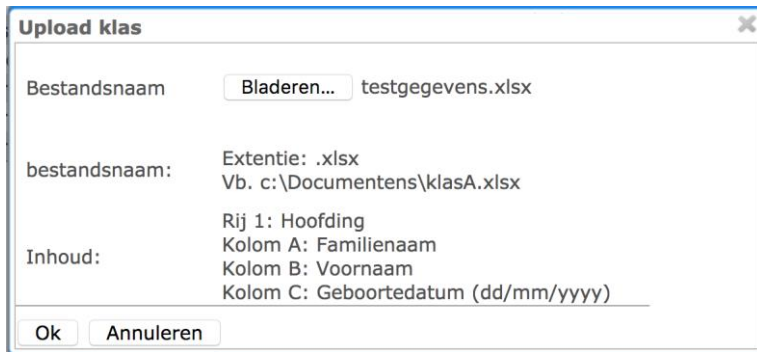 Upload klas
Bestandsnaam Bladeren... testgegevens.xlsx
bestandsnaam: Extentie: .xlsx
Vb. c:\Documentens\klasA.xlsx
Inhoud: Rij 1: Hoofding
Kolom A: Familienaam
Kolom B: Voornaam
Kolom C: Geboortedatum (dd/mm/yyyy)
Ok Annuleren